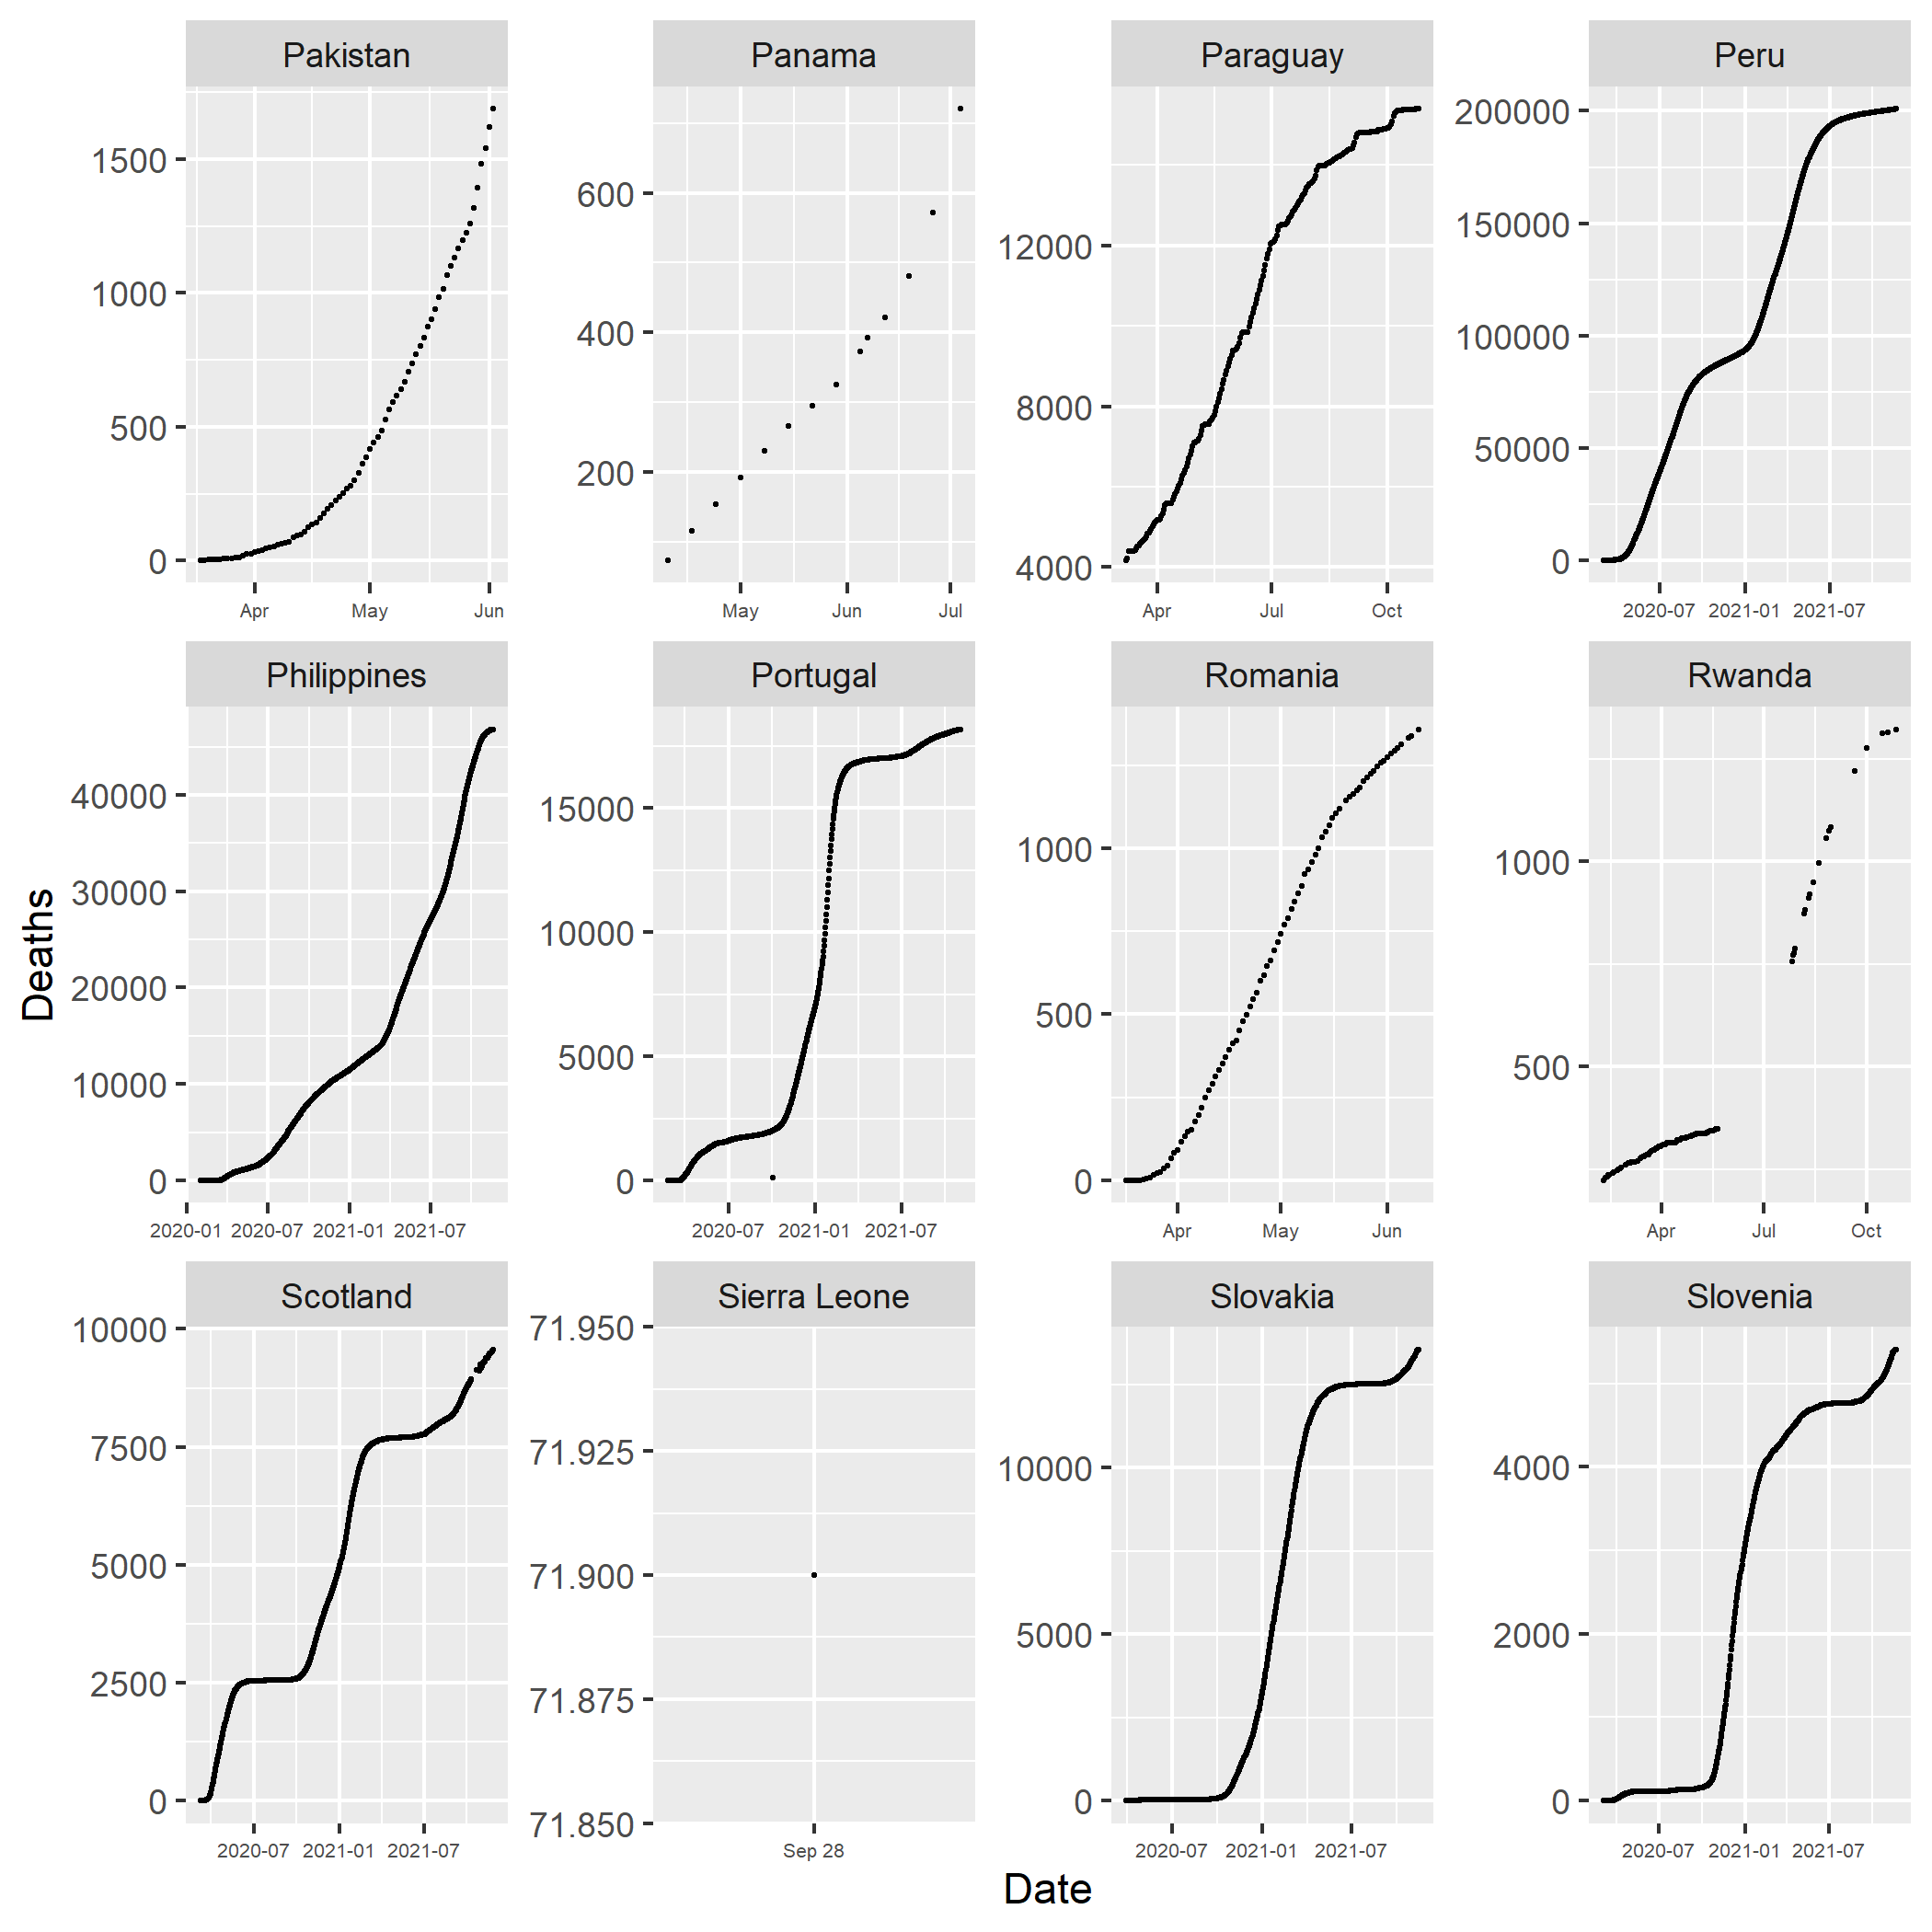 Pakistan
Panama
Paraguay
Peru
1500
1000
500
0
600
400
200
12000
8000
4000
200000
150000
100000
50000
0
Apr May Jun
May Jun Jul
Apr Jul Oct
2020-07 2021-01 2021-07
Philippines
Portugal
Romania
Rwanda
40000
30000
20000
10000
0
15000
10000
5000
0
1000
500
0
1000
500
2020-01 2020-07 2021-01 2021-07
2020-07 2021-01 2021-07
Apr May Jun
Apr Jul Oct
Deaths
Scotland
Sierra Leone
Slovakia
Slovenia
10000
7500
5000
2500
0
71.950
71.925
71.900
71.875
71.850
10000
5000
0
4000
2000
0
2020-07 2021-01 2021-07
Sep 28
2020-07 2021-01 2021-07
2020-07 2021-01 2021-07
Date